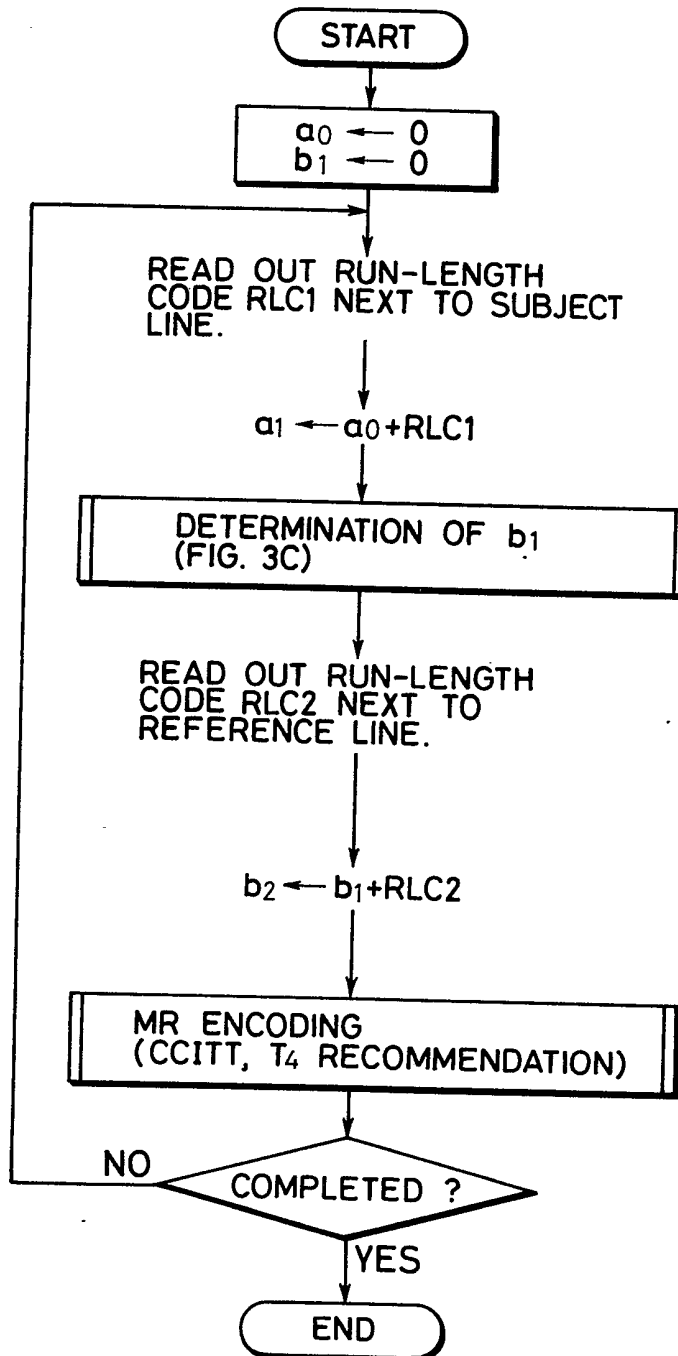 START
a0 ← 0
b1 ← 0
READ OUT RUN-LENGTH
CODE RLC1 NEXT TO SUBJECT
LINE.
a1 ← a0+RLC1
DETERMINATION OF b1
(FIG. 3C)
READ OUT RUN-LENGTH
CODE RLC2 NEXT TO
REFERENCE LINE.
b2 ← b1+RLC2
MR ENCODING
(CCITT, T4 RECOMMENDATION)
NO
COMPLETED ?
YES
END